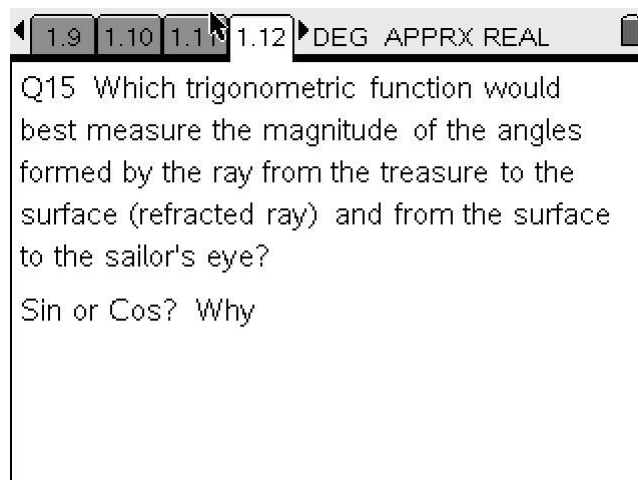 1.9 1.10 1.11 1.12 DEG APPRX REAL
Q15 Which trigonometric function would
best measure the magnitude of the angles
formed by the ray from the treasure to the
surface (refracted ray) and from the surface
to the sailor's eye?
Sin or Cos? Why